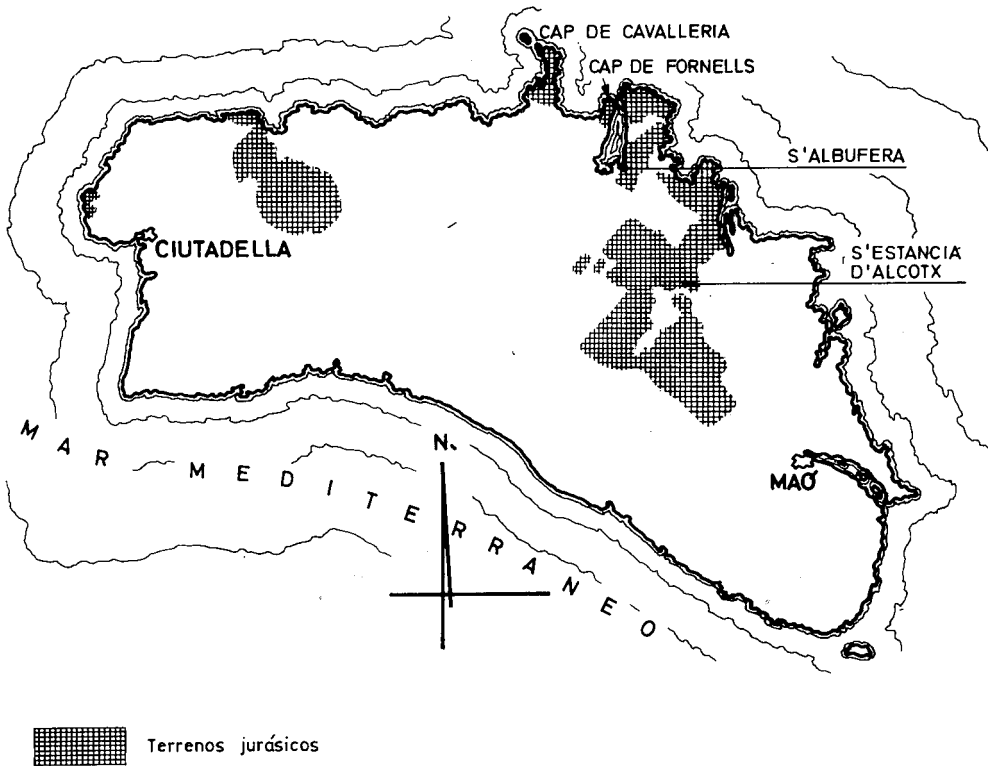 CAP DE CAVALLERIA
CAP DE FORNELLS
S'ALBUFERA
CIUTADELLA
S'ESTANCIA
D'ALCOTX
MAR MEDITERRANEO
N.
MAÓ
Terrenos jurásicos